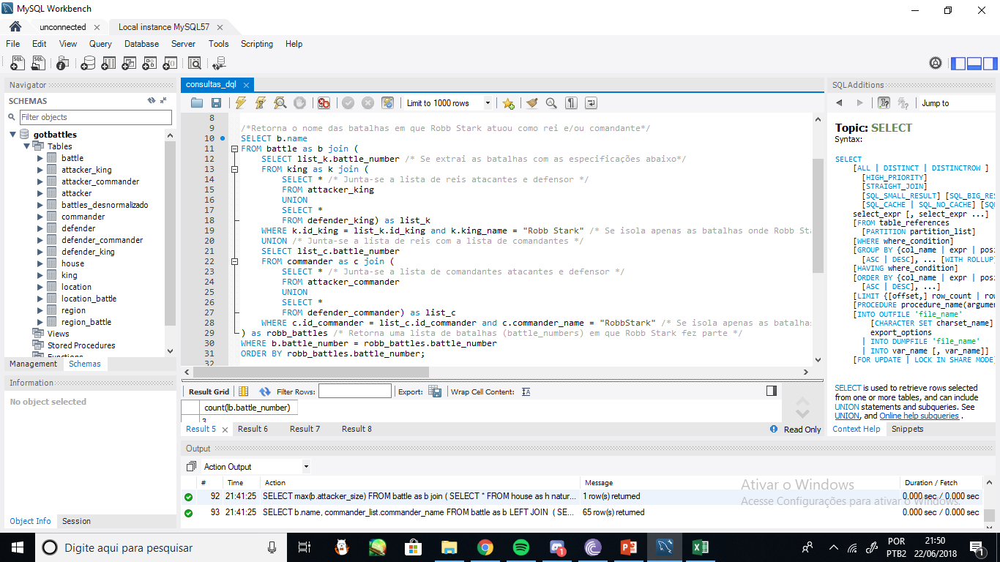 MySQL Workbench
unconnected
Local instance MySQL57
File Edit View Query Database Server Tools Scripting Help
Navigator
SCHEMAS
Filter objects
gotbattles
Tables
battle
attacker_king
attacker_commander
attacker
battles_desnormalizado
commander
defender
defender_commander
defender_king
house
king
location
location_battle
region
region_battle
Views
Stored Procedures
Functions
Management Schemas
Information
No object selected
Object Info Session
consultas_dql
Limit to 1000 rows
8
9 /*Retorna o nome das batalhas em que Robb Stark atuou como rei e/ou comandante*/
10 SELECT b.name
11 FROM battle as b join (
12 SELECT list_k.battle_number /* Se extrai as batalhas com as especificações abaixo*/
13 FROM king as k join (
14 SELECT * /* Junta-se a lista de reis atacantes e defensor */
15 FROM attacker_king
16 UNION
17 SELECT *
18 FROM defender_king) as list_k
19 WHERE k.id_king = list_k.id_king and k.king_name = "Robb Stark" /* Se isola apenas as batalhas onde Robb Sta
20 UNION /* Junta-se a lista de reis com a lista de comandantes */
21 SELECT list_c.battle_number
22 FROM commander as c join (
23 SELECT * /* Junta-se a lista de comandantes atacantes e defensor */
24 FROM attacker_commander
25 UNION
26 SELECT *
27 FROM defender_commander) as list_c
28 WHERE c.id_commander = list_c.id_commander and c.commander_name = "RobbStark" /* Se isola apenas as batalhas
29 ) as robb_battles /* Retorna uma lista de batalhas (battle_numbers) em que Robb Stark fez parte */
30 WHERE b.battle_number = robb_battles.battle_number
31 ORDER BY robb_battles.battle_number;
32
Result Grid Filter Rows: Export: Wrap Cell Content:
count(lb.battle_number)
3
Result 5 Result 6 Result 7 Result 8
Read Only
Output
Action Output
# Time Action Message Duration / Fetch
92 21:41:25 SELECT max(b.attacker_size) FROM battle as b join ( SELECT * FROM house as h natur... 1 row(s) returned 0.000 sec / 0.000 sec
93 21:41:25 SELECT b.name, commander_list.commander_name FROM battle as b LEFT JOIN ( SE... 65 row(s) returned 0.000 sec / 0.000 sec
Ativar o Windows
Acesse Configurações para ativar o Windows.
SQLAdditions
Jump to
Topic: SELECT
Syntax:
SELECT
[ALL | DISTINCT | DISTINCTROW ]
[HIGH_PRIORITY]
[STRAIGHT_JOIN]
[SQL_SMALL_RESULT] [SQL_BIG_RES
[SQL_CACHE | SQL_NO_CACHE] [SQ
select_expr [, select_expr ...]
[FROM table_references
[PARTITION partition_list]
[WHERE where_condition]
[GROUP BY {col_name | expr | posi
[ASC | DESC], ... [WITH ROLLUP
[HAVING where_condition]
[ORDER BY {col_name | expr | posi
[ASC | DESC], ...]
[LIMIT {[offset,] row_count | row
[PROCEDURE procedure_name(argumen
[INTO OUTFILE 'file_name'
[CHARACTER SET charset_name]
export_options
| INTO DUMPFILE 'file_name'
| INTO var_name [, var_name]]
[FOR UPDATE | LOCK IN SHARE MODE]
SELECT is used to retrieve rows selected
from one or more tables, and can include
UNION statements and subqueries. See
UNION, and Online help subqueries .
Context Help Snippets
Digite aqui para pesquisar
POR
PTB2
21:50
22/06/2018